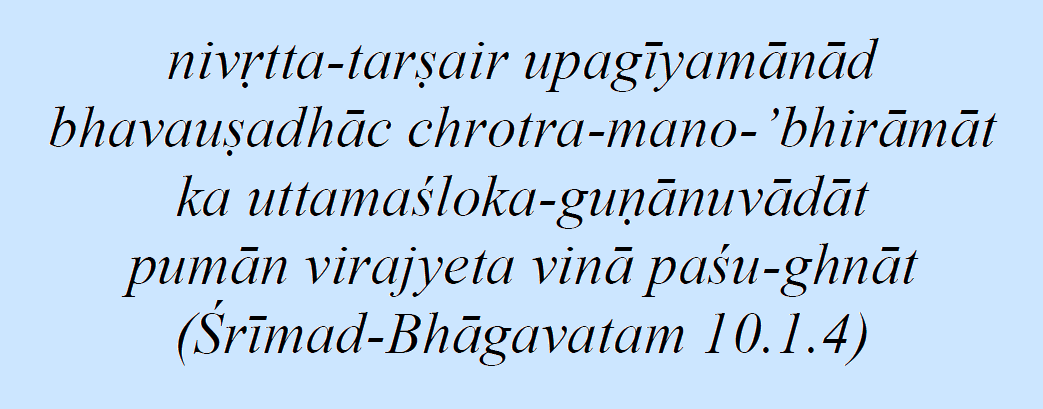 nivṛtta-tarṣair upagīyamānād
bhavauṣadhāc chrotra-mano-’bhirāmāt
ka uttamaśloka-guṇānuvādāt
pumān virajyeta vinā paśu-ghnāt
(Śrīmad-Bhāgavatam 10.1.4)